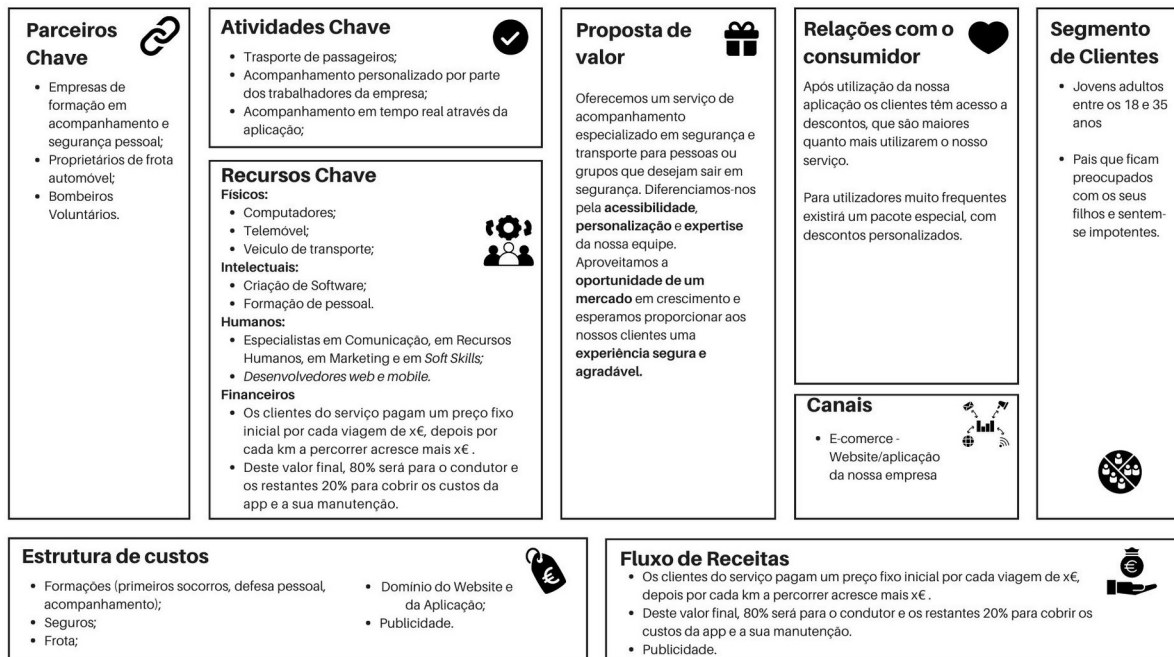 Parceiros
Chave
Empresas de
formação em
acompanhamento e
segurança pessoal;
Proprietários de frota
automóvel;
Bombeiros
Voluntários.
Atividades Chave
Trasporte de passageiros;
Acompanhamento personalizado por parte
dos trabalhadores da empresa;
Acompanhamento em tempo real através da
aplicação;
Recursos Chave
Físicos:
Computadores;
Telemóvel;
Veiculo de transporte;
Intelectuais:
Criação de Software;
Formação de pessoal.
Humanos:
Especialistas em Comunicação, em Recursos
Humanos, em Marketing e em Soft Skills;
Desenvolvedores web e mobile.
Financeiros
Os clientes do serviço pagam um preço fixo
inicial por cada viagem de x€, depois por
cada km a percorrer acresce mais x€ .
Deste valor final, 80% será para o condutor e
os restantes 20% para cobrir os custos da
app e a sua manutenção.
Proposta de
valor
Oferecemos um serviço de
acompanhamento
especializado em segurança e
transporte para pessoas ou
grupos que desejam sair em
segurança. Diferenciamos-nos
pela acessibilidade,
personalização e expertise
da nossa equipe.
Aproveitamos a
oportunidade de um
mercado em crescimento e
esperamos proporcionar aos
nossos clientes uma
experiência segura e
agradável.
Relações com o
consumidor
Após utilização da nossa
aplicação os clientes têm acesso a
descontos, que são maiores
quanto mais utilizarem o nosso
serviço.
Para utilizadores muito frequentes
existirá um pacote especial, com
descontos personalizados.
Canais
E-comerce -
Website/aplicação
da nossa empresa
Segmento
de Clientes
Jovens adultos
entre os 18 e 35
anos
Pais que ficam
preocupados
com os seus
filhos e sentem-
se impotentes.
Estrutura de custos
Formações (primeiros socorros, defesa pessoal,
acompanhamento);
Seguros;
Frota;
Domínio do Website e
da Aplicação;
Publicidade.
€
Fluxo de Receitas
Os clientes do serviço pagam um preço fixo inicial por cada viagem de x€,
depois por cada km a percorrer acresce mais x€ .
Deste valor final, 80% será para o condutor e os restantes 20% para cobrir os
custos da app e a sua manutenção.
Publicidade.
€